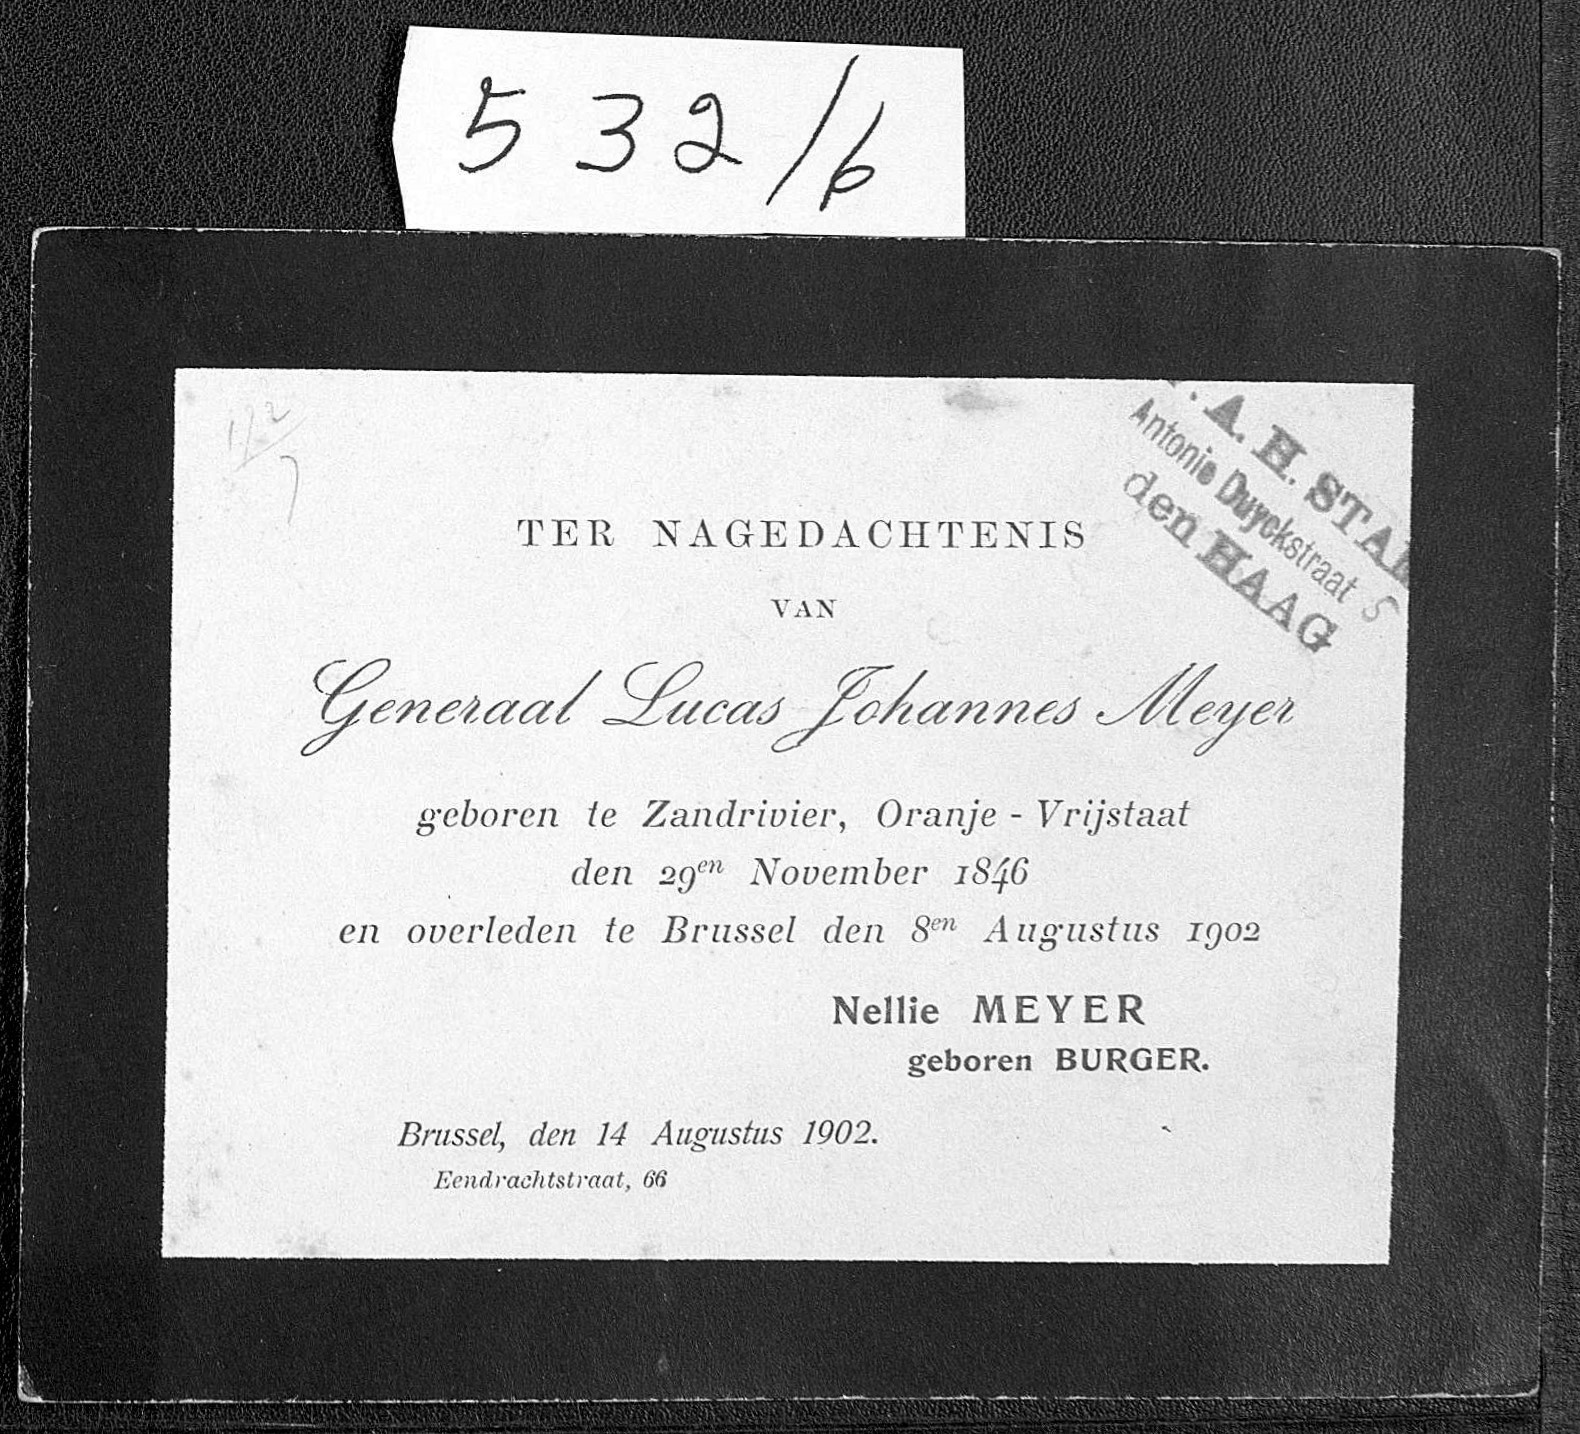 532/6
1/2
. A. H. STA
Antonie Duyckstraat 5
den HAAG
TER NAGEDACHTENIS
VAN
Generaal Lucas Johannes Meyer
geboren te Zandrivier, Oranje - Vrijstaat
den 29en November 1846
en overleden te Brussel den 8en Augustus 1902
Nellie MEYER
geboren BURGER.
Brussel, den 14 Augustus 1902.
Eendrachtstraat, 66